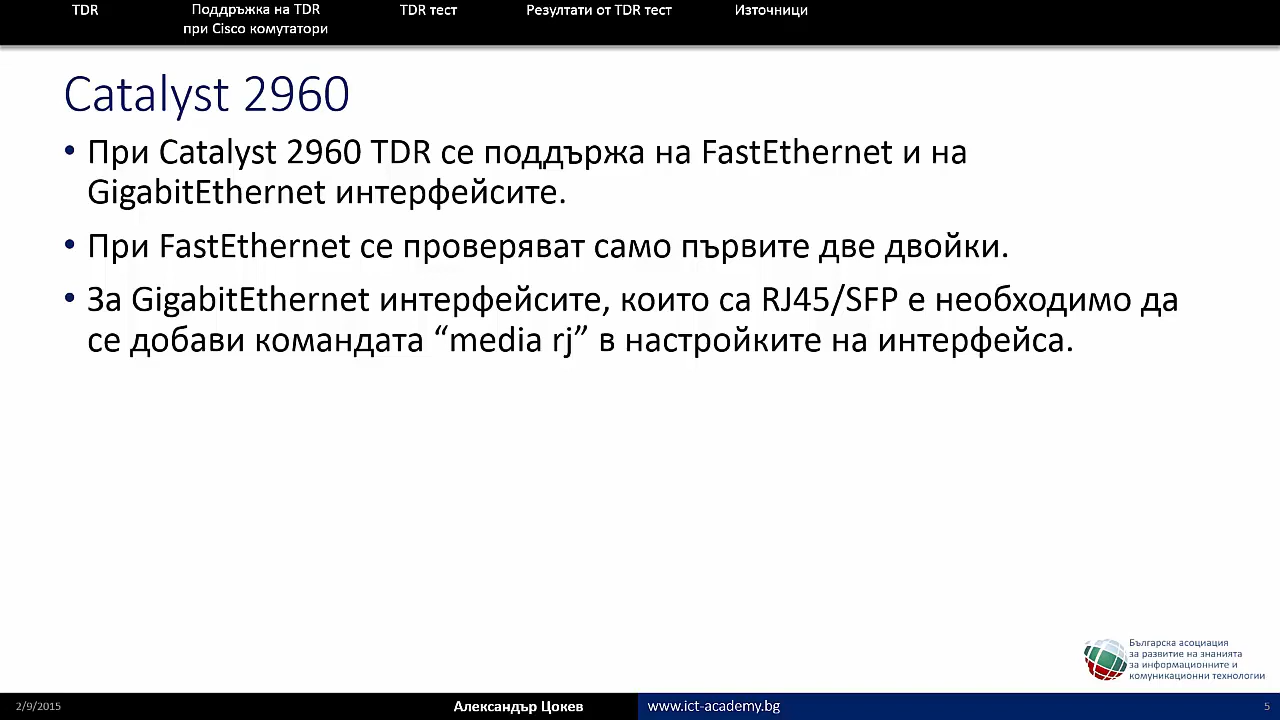 TDR
Поддръжка на TDR
при Cisco комутатори
TDR тест
Резултати от TDR тест
Източници
Catalyst 2960
• При Catalyst 2960 TDR се поддържа на FastEthernet и на
GigabitEthernet интерфейсите.
• При FastEthernet се проверяват само първите две двойки.
• За GigabitEthernet интерфейсите, които са RJ45/SFP е необходимо да
се добави командата “media rj” в настройките на интерфейса.
Българска асоциация
за развитие на знанията
за информационните и
комуникационни технологии
2/9/2015
Александър Цокев
www.ict-academy.bg
5